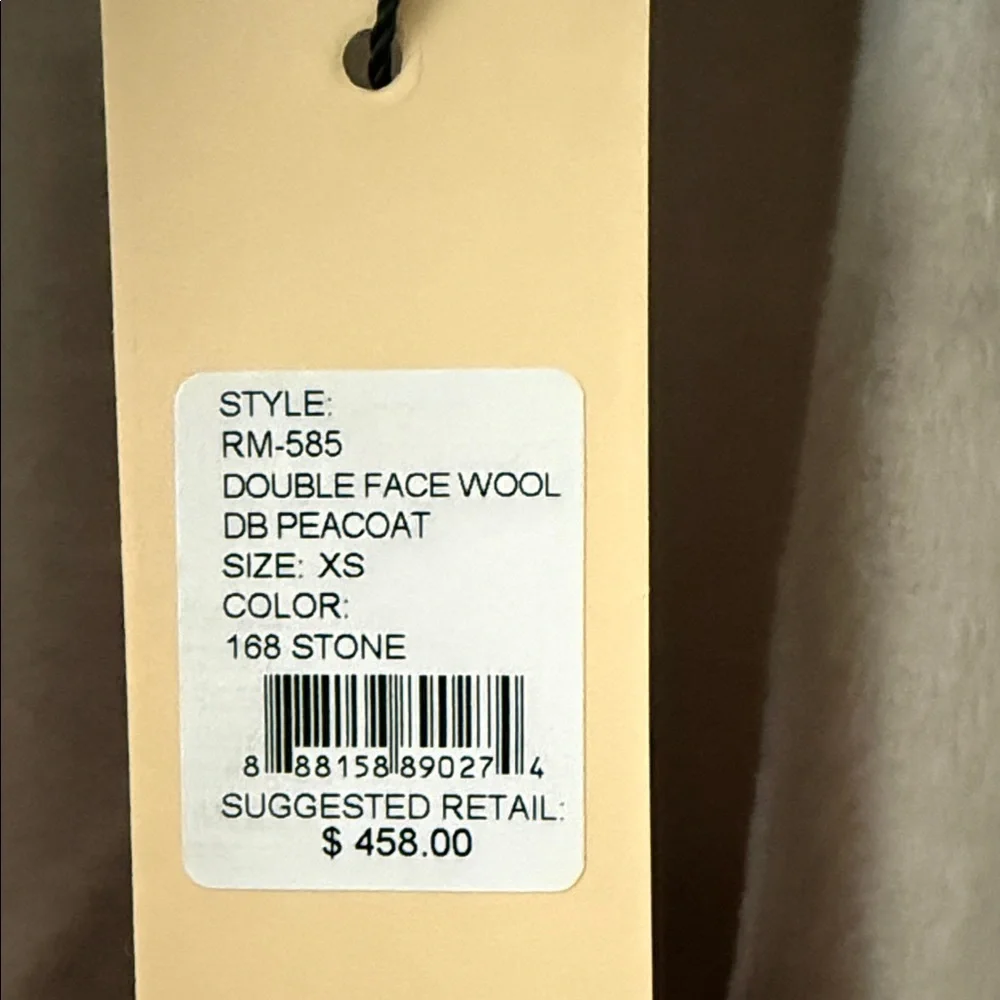 STYLE:
RM-585
DOUBLE FACE WOOL
DB PEACOAT
SIZE: XS
COLOR:
168 STONE
8 88158 89027 4
SUGGESTED RETAIL:
$ 458.00